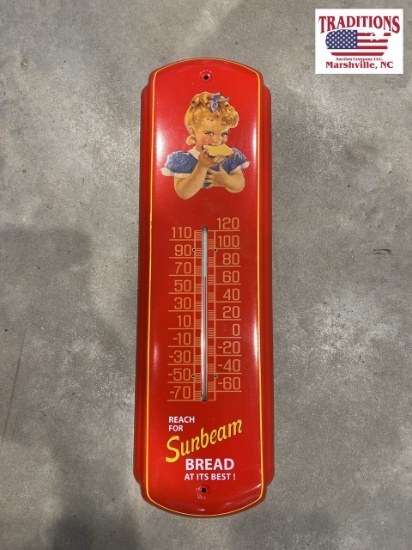 TRADITIONS
Auction Company LLC.
Marshville, NC
120
110
100
90
80
70
60
50
40
30
20
10
0
-10
-20
-30
-40
-50
-60
-70
REACH
FOR
Sunbeam
BREAD
AT ITS BEST!